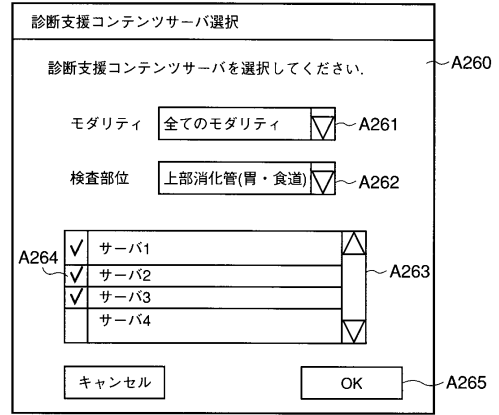 診断支援コンテンツサーバ選択
診断支援コンテンツサーバを選択してください.
A260
モダリティ 全てのモダリティ A261
検査部位 上部消化管(胃・食道) A262
サーバ1
A264 サーバ2 A263
サーバ3
サーバ4
キャンセル OK A265